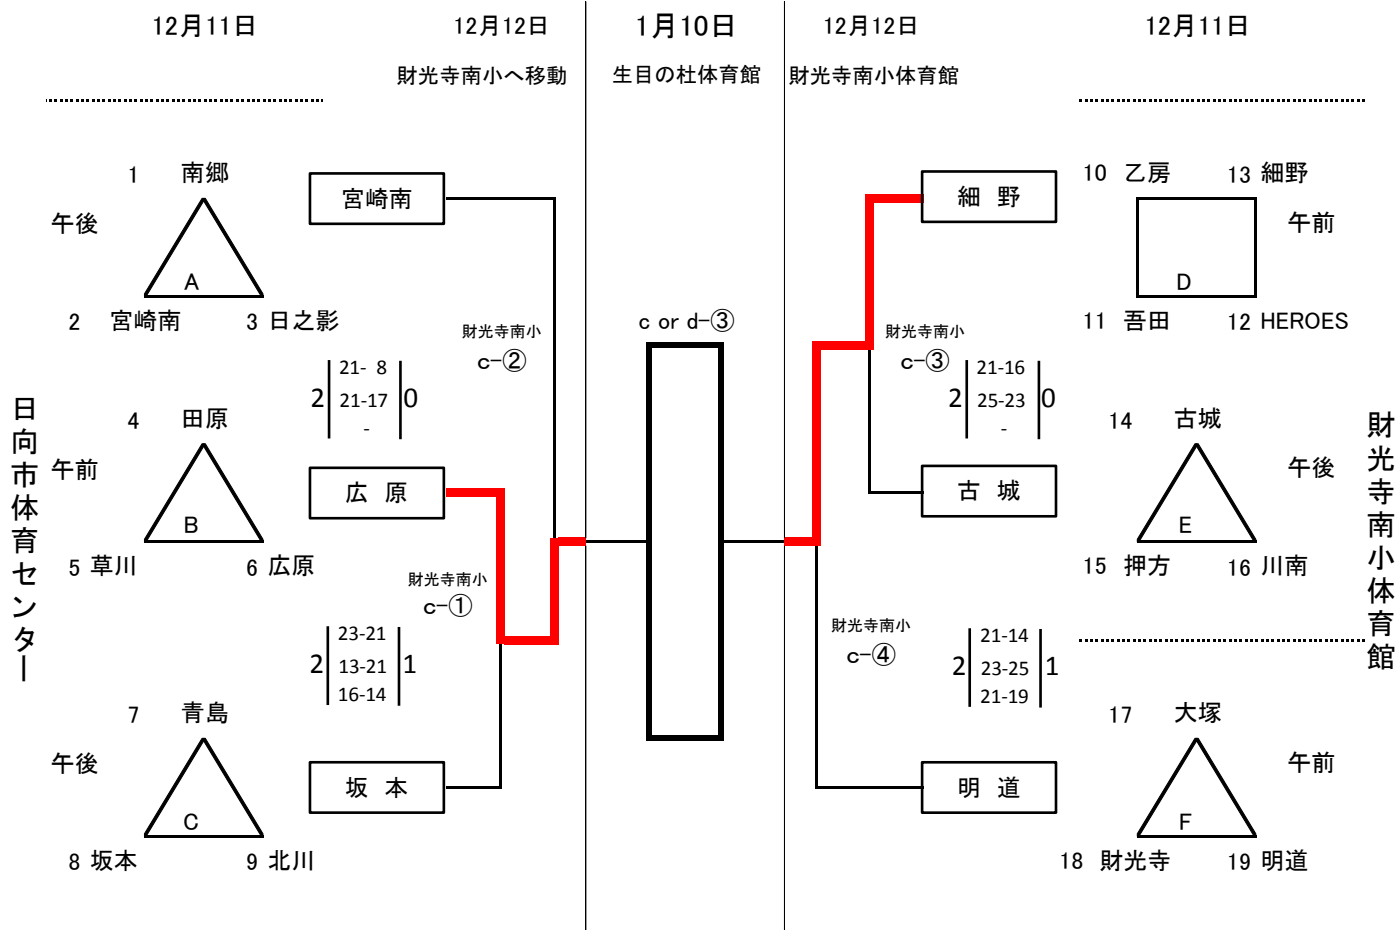 12月11日 12月12日 1月10日 12月12日 12月11日
財光寺南小へ移動 生目の杜体育館 財光寺南小体育館
1 南郷 宮崎南 細 野 10 乙房 13 細野
午後 午前
A D
2 宮崎南 3 日之影 c or d-③ 11 吾田 12 HEROES
財光寺南小 財光寺南小
c-② c-③
21- 8 21-16
2 21-17 0 2 25-23 0
- -
日向市体育センター
財光寺南小体育館
4 田原 14 古城
午前 午後
広 原 古 城
B E
5 草川 6 広原 15 押方 16 川南
財光寺南小
c-①
財光寺南小
c-④
23-21 21-14
2 13-21 1 2 23-25 1
16-14 21-19
7 青島 17 大塚
午後 午前
坂 本 明 道
C F
8 坂本 9 北川 18 財光寺 19 明道